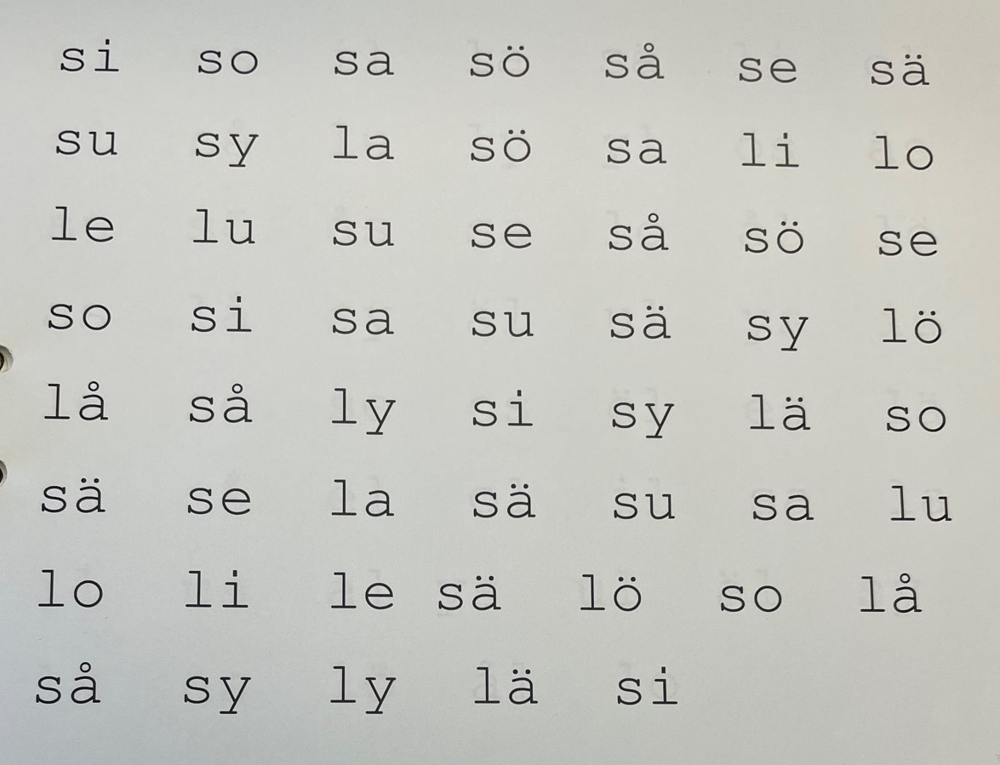 si so sa sö så se sä
su sy la sö sa li lo
le lu su se så sö se
so si sa su sä sy lö
lå så ly si sy lä so
sä se la sä su sa lu
lo li le sä lö so lå
så sy ly lä si